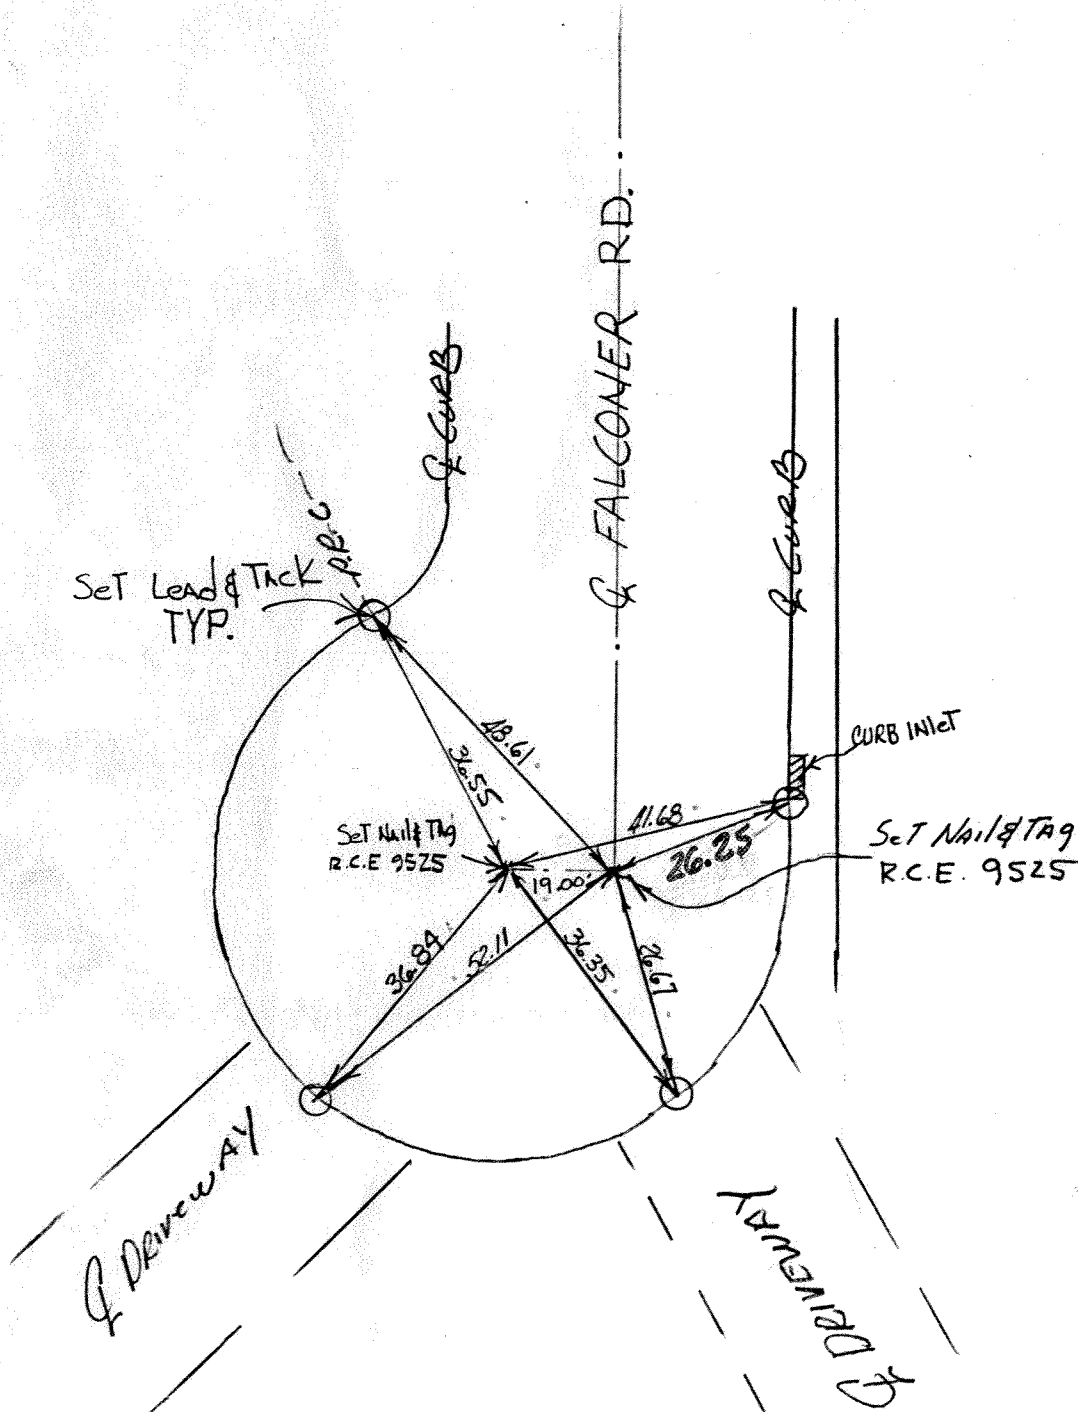 ℄ FALCONER RD.
℄ CURB
℄ CURB
P.R.C
SeT LeAd & TAcK
TYP.
CURB INleT
48.61
36.55
41.68
26.25
SeT NAil & TAg
R.C.E 9525
SeT NAil & TAg
R.C.E. 9525
19.00
36.84
52.11
36.35
26.67
℄ DRIVewAY
℄ DRIVEWAY